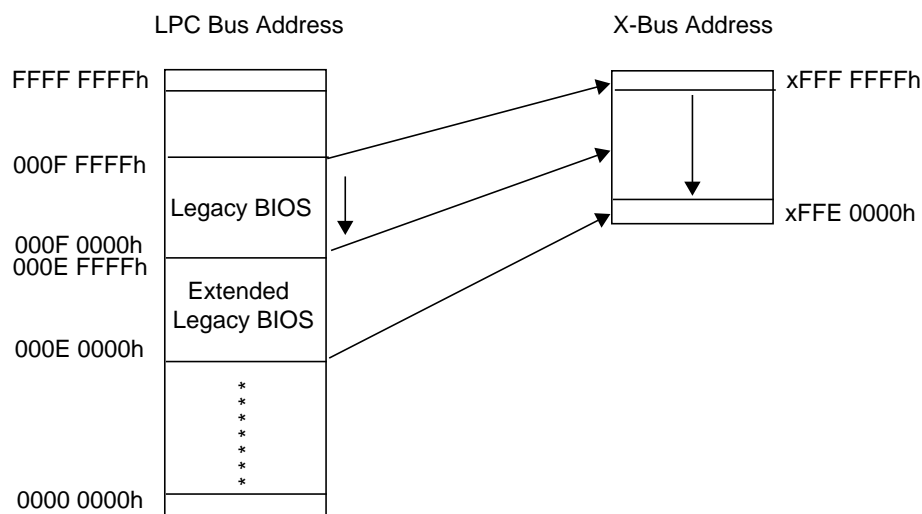 LPC Bus Address
X-Bus Address
FFFF FFFFh
xFFF FFFFh
000F FFFFh
Legacy BIOS
xFFE 0000h
000F 0000h
000E FFFFh
Extended
Legacy BIOS
000E 0000h
*
*
*
*
*
*
*
0000 0000h